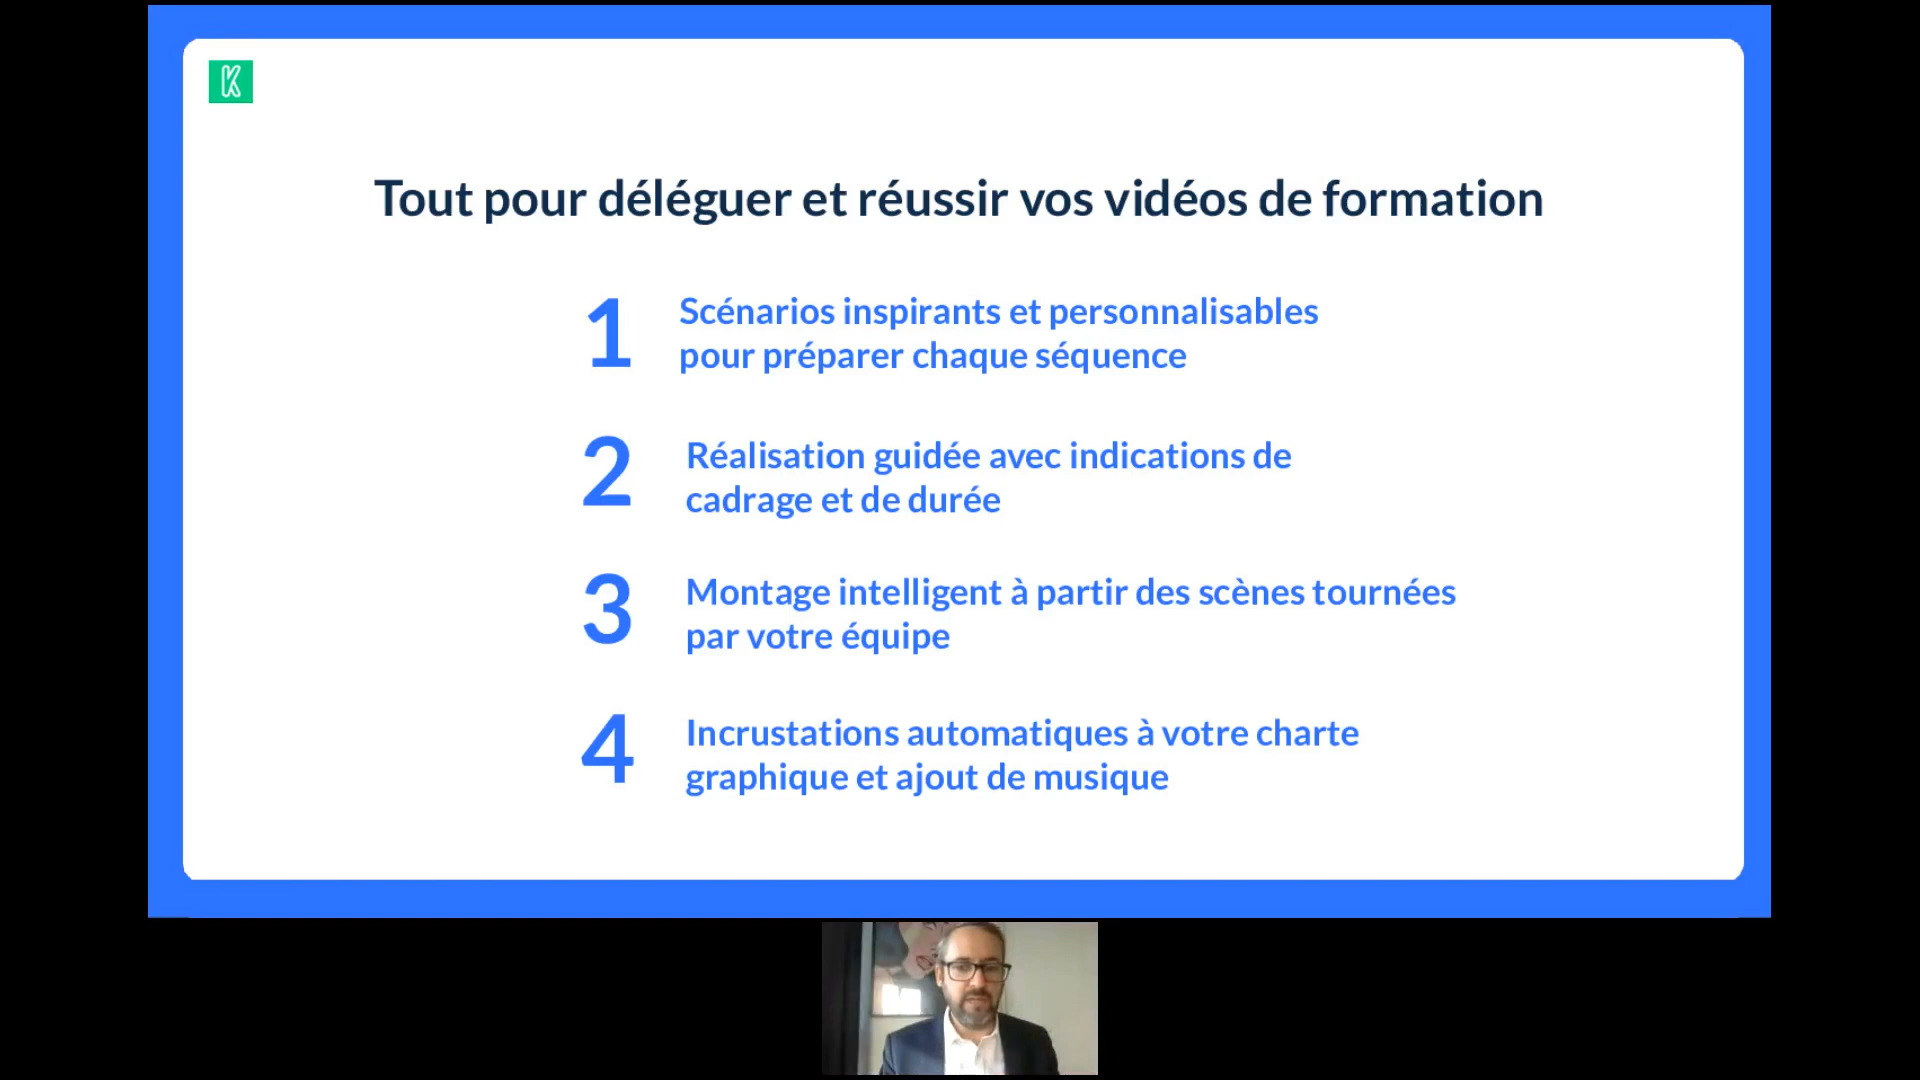 K
Tout pour déléguer et réussir vos vidéos de formation
1
Scénarios inspirants et personnalisables
pour préparer chaque séquence
2
Réalisation guidée avec indications de
cadrage et de durée
3
Montage intelligent à partir des scènes tournées
par votre équipe
4
Incrustations automatiques à votre charte
graphique et ajout de musique